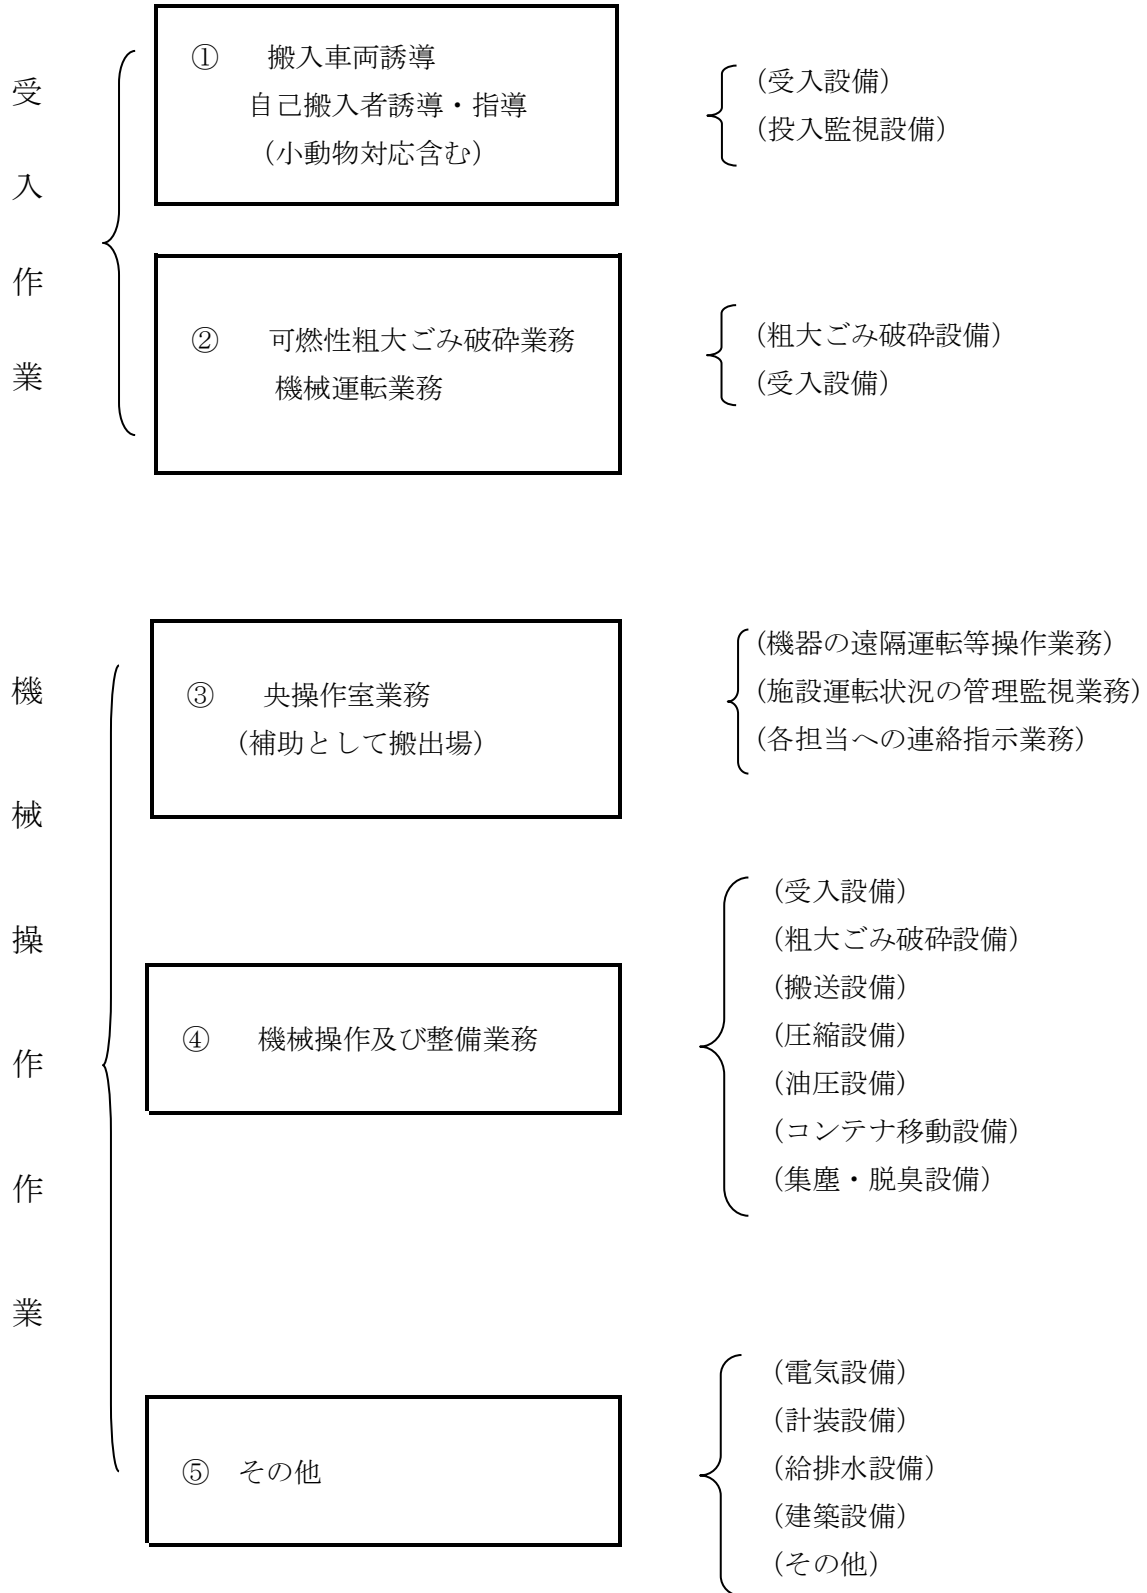 受入作業
① 搬入車両誘導
自己搬入者誘導・指導
（小動物対応含む）
（受入設備）
（投入監視設備）
② 可燃性粗大ごみ破砕業務
機械運転業務
（粗大ごみ破砕設備）
（受入設備）
機械操作作業
③ 央操作室業務
（補助として搬出場）
（機器の遠隔運転等操作業務）
（施設運転状況の管理監視業務）
（各担当への連絡指示業務）
④ 機械操作及び整備業務
（受入設備）
（粗大ごみ破砕設備）
（搬送設備）
（圧縮設備）
（油圧設備）
（コンテナ移動設備）
（集塵・脱臭設備）
⑤ その他
（電気設備）
（計装設備）
（給排水設備）
（建築設備）
（その他）